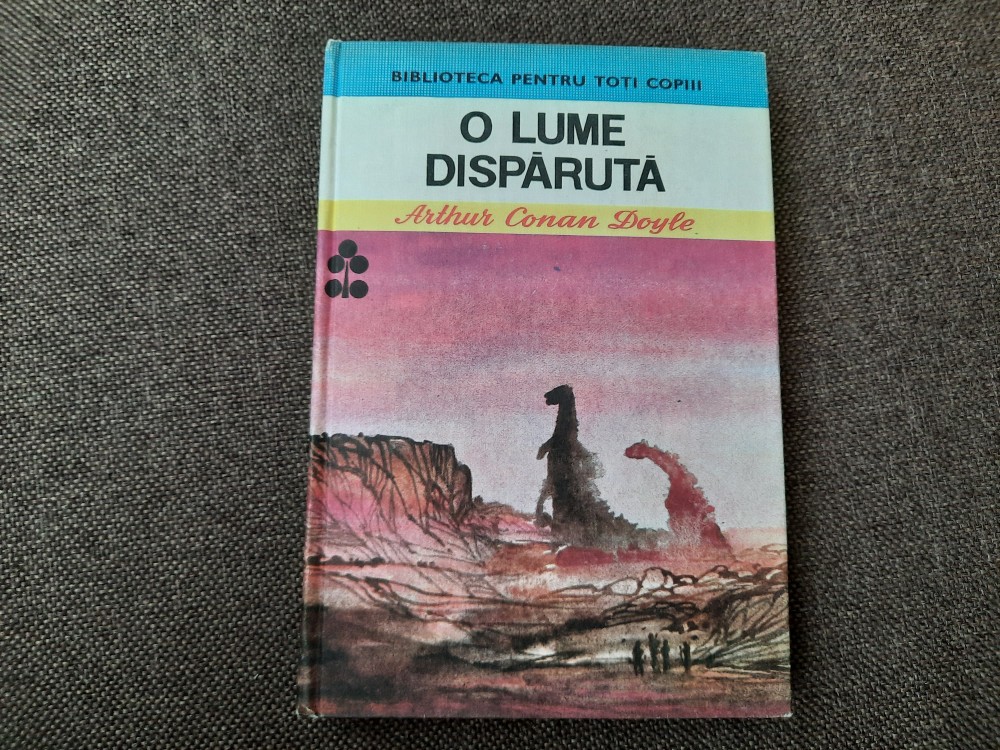 BIBLIOTECA PENTRU TOȚI COPIII
O LUME
DISPĂRUTĂ
Arthur Conan Doyle